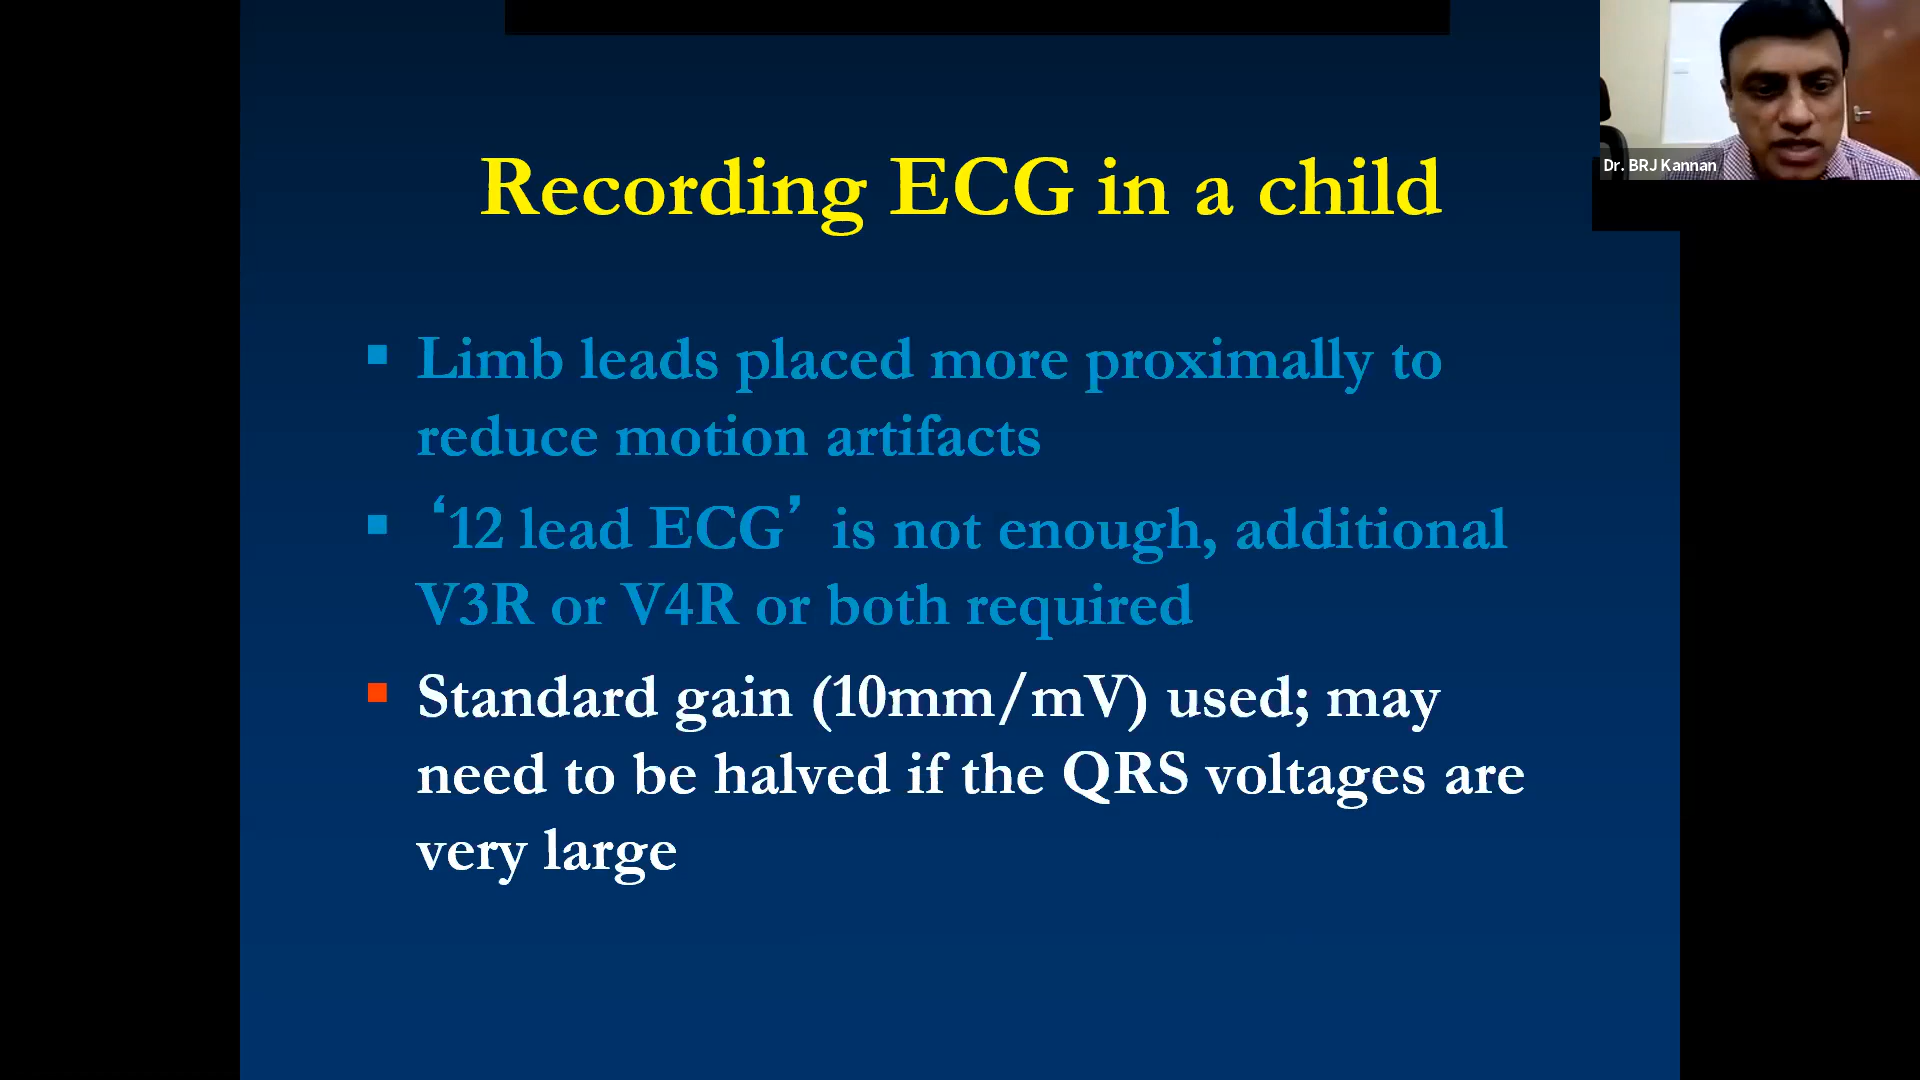 Recording ECG in a child
Dr. BRJ Kannan
▪ Limb leads placed more proximally to
reduce motion artifacts
▪ ‘12 lead ECG’ is not enough, additional
V3R or V4R or both required
▪ Standard gain (10mm/mV) used; may
need to be halved if the QRS voltages are
very large